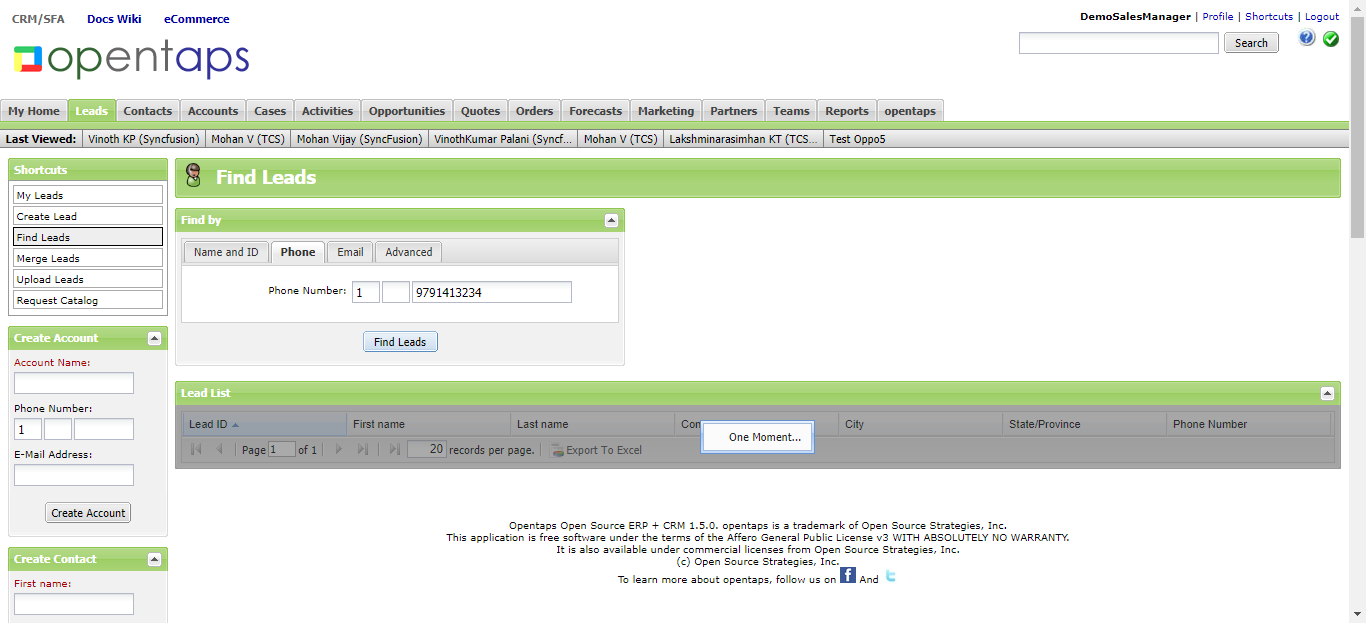 CRM/SFA Docs Wiki eCommerce
DemoSalesManager | Profile | Shortcuts | Logout
opentaps
Search
My Home Leads Contacts Accounts Cases Activities Opportunities Quotes Orders Forecasts Marketing Partners Teams Reports opentaps
Last Viewed: Vinoth KP (Syncfusion) Mohan V (TCS) Mohan Vijay (SyncFusion) VinothKumar Palani (Syncf... Mohan V (TCS) Lakshminarasimhan KT (TCS... Test Oppo5
Shortcuts
My Leads
Create Lead
Find Leads
Merge Leads
Upload Leads
Request Catalog
Create Account
Account Name:
Phone Number:
1
E-Mail Address:
Create Account
Create Contact
First name:
Find Leads
Find by
Name and ID Phone Email Advanced
Phone Number: 1 9791413234
Find Leads
Lead List
Lead ID First name Last name Con City State/Province Phone Number
One Moment...
Page 1 of 1 20 records per page. Export To Excel
Opentaps Open Source ERP + CRM 1.5.0. opentaps is a trademark of Open Source Strategies, Inc.
This application is free software under the terms of the Affero General Public License v3 WITH ABSOLUTELY NO WARRANTY.
It is also available under commercial licenses from Open Source Strategies, Inc.
(c) Open Source Strategies, Inc.
To learn more about opentaps, follow us on f And t